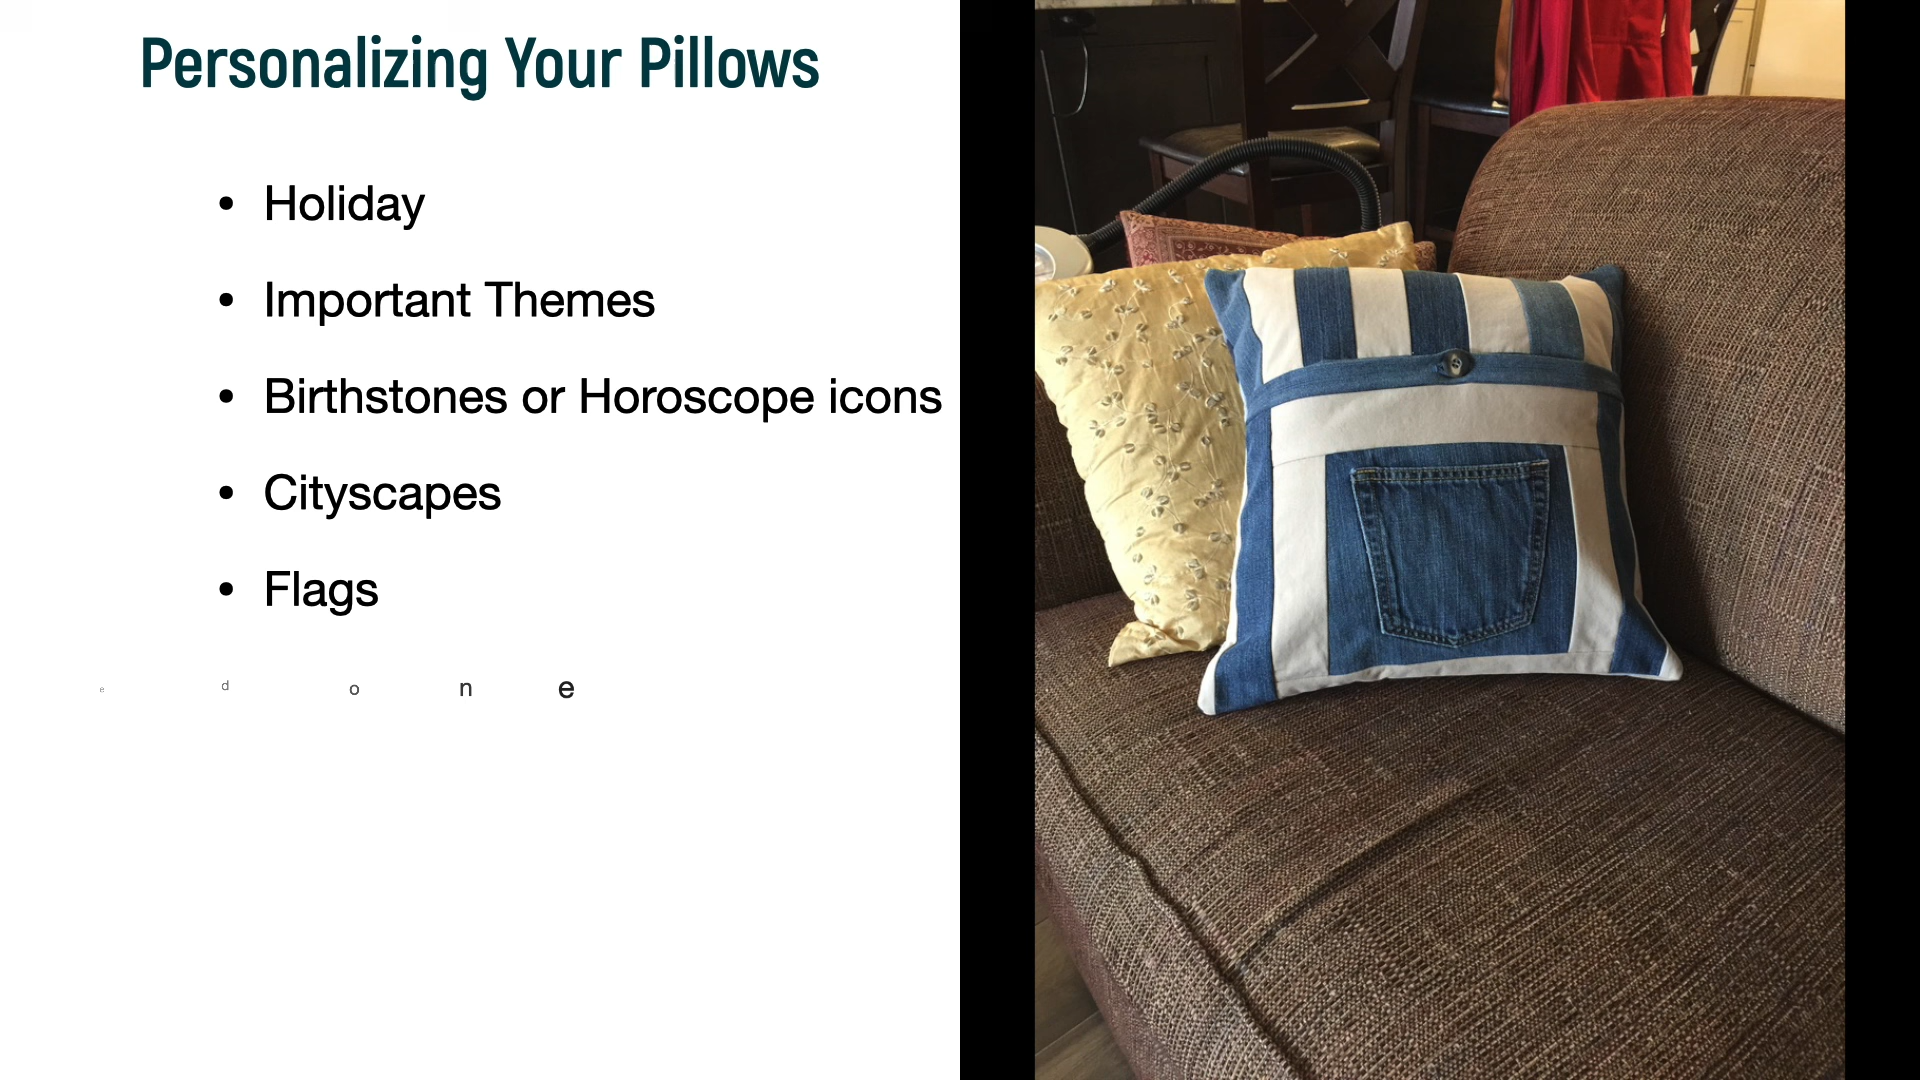 Personalizing Your Pillows
• Holiday
• Important Themes
• Birthstones or Horoscope icons
• Cityscapes
• Flags
e d o n e